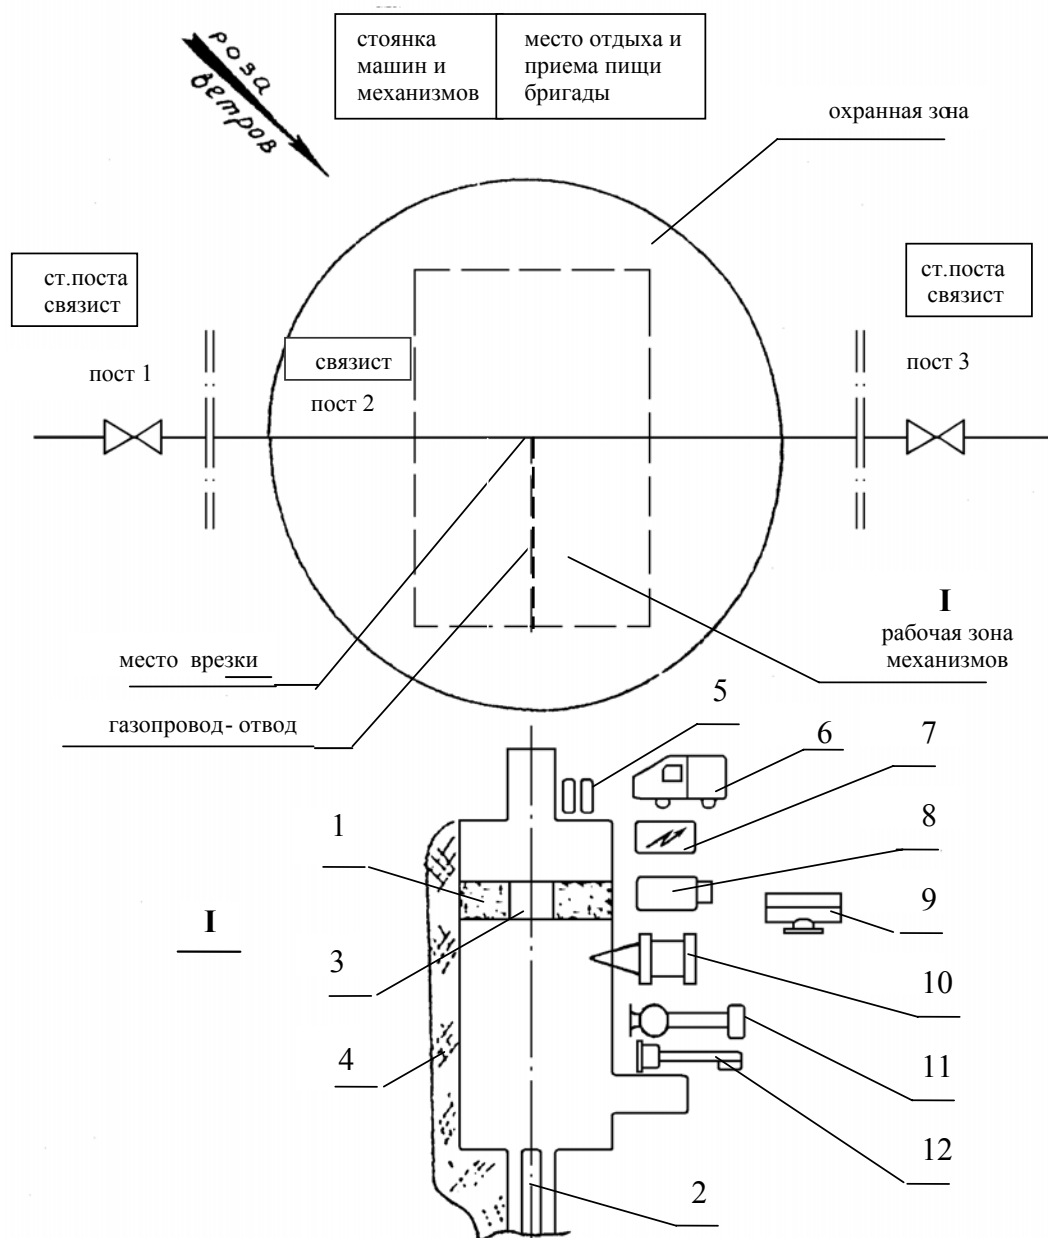 роза
ветров
стоянка
машин и
механизмов
место отдыха и
приема пищи
бригады
охранная зона
ст.поста
связист
ст.поста
связист
пост 1
связист
пост 2
пост 3
I
рабочая зона
механизмов
место врезки
газопровод- отвод
5
6
7
1
8
I
9
3
10
4
11
12
2